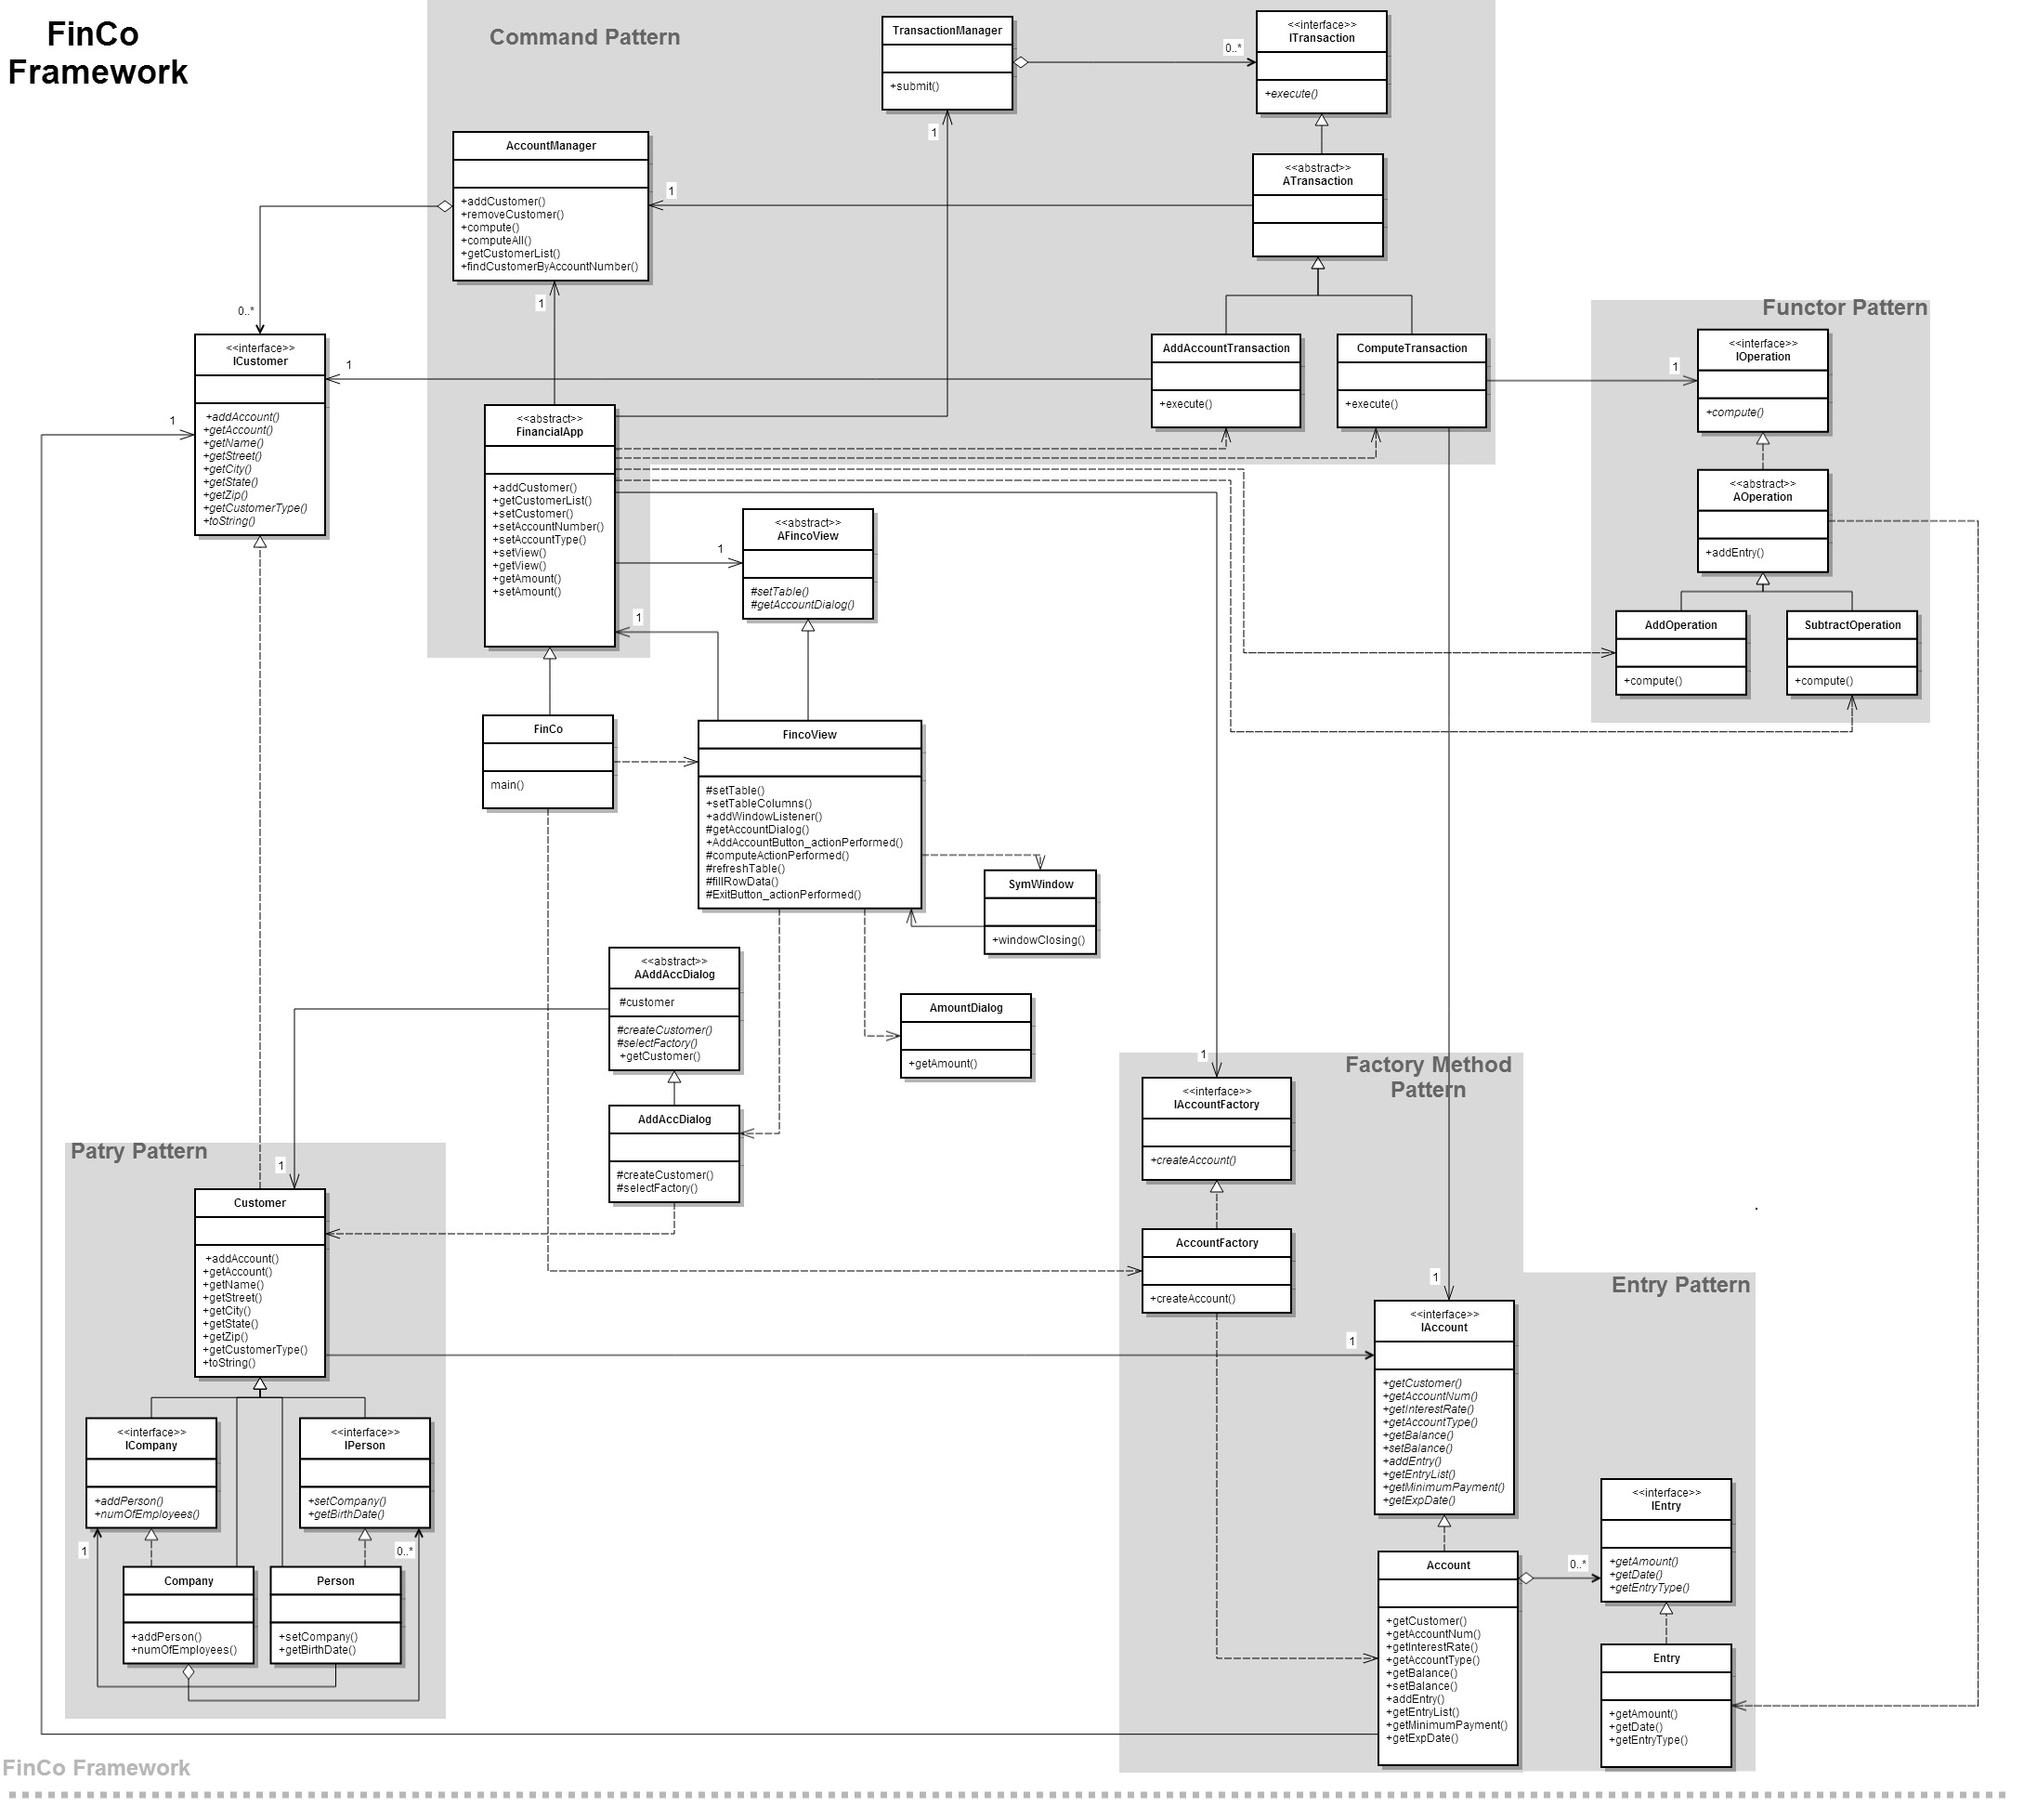 FinCo
Framework
Command Pattern
TransactionManager
+submit()
0..*
<<interface>>
ITransaction
+execute()
1
AccountManager
+addCustomer()
+removeCustomer()
+compute()
+computeAll()
+getCustomerList()
+findCustomerByAccountNumber()
1
<<abstract>>
ATransaction
1
0..*
<<interface>>
ICustomer
+addAccount()
+getAccount()
+getName()
+getStreet()
+getCity()
+getState()
+getZip()
+getCustomerType()
+toString()
1
1
AddAccountTransaction
+execute()
ComputeTransaction
+execute()
Functor Pattern
1
<<interface>>
IOperation
+compute()
<<abstract>>
AOperation
+addEntry()
AddOperation
+compute()
SubtractOperation
+compute()
<<abstract>>
FinancialApp
+addCustomer()
+getCustomerList()
+setCustomer()
+setAccountNumber()
+setAccountType()
+setView()
+getView()
+getAmount()
+setAmount()
1
<<abstract>>
AFincoView
#setTable()
#getAccountDialog()
1
FinCo
main()
FincoView
#setTable()
+setTableColumns()
+addWindowListener()
#getAccountDialog()
+AddAccountButton_actionPerformed()
#computeActionPerformed()
#refreshTable()
#fillRowData()
#ExitButton_actionPerformed()
SymWindow
+windowClosing()
<<abstract>>
AAddAccDialog
#customer
#createCustomer()
#selectFactory()
+getCustomer()
AmountDialog
+getAmount()
AddAccDialog
#createCustomer()
#selectFactory()
Factory Method
Pattern
1
<<interface>>
IAccountFactory
+createAccount()
AccountFactory
+createAccount()
Patry Pattern
1
Customer
+addAccount()
+getAccount()
+getName()
+getStreet()
+getCity()
+getState()
+getZip()
+getCustomerType()
+toString()
Entry Pattern
1
1
<<interface>>
IAccount
+getCustomer()
+getAccountNum()
+getInterestRate()
+getAccountType()
+getBalance()
+setBalance()
+addEntry()
+getEntryList()
+getMinimumPayment()
+getExpDate()
<<interface>>
ICompany
+addPerson()
+numOfEmployees()
<<interface>>
IPerson
+setCompany()
+getBirthDate()
1
0..*
Company
+addPerson()
+numOfEmployees()
Person
+setCompany()
+getBirthDate()
Account
+getCustomer()
+getAccountNum()
+getInterestRate()
+getAccountType()
+getBalance()
+setBalance()
+addEntry()
+getEntryList()
+getMinimumPayment()
+getExpDate()
0..*
<<interface>>
IEntry
+getAmount()
+getDate()
+getEntryType()
Entry
+getAmount()
+getDate()
+getEntryType()
FinCo Framework